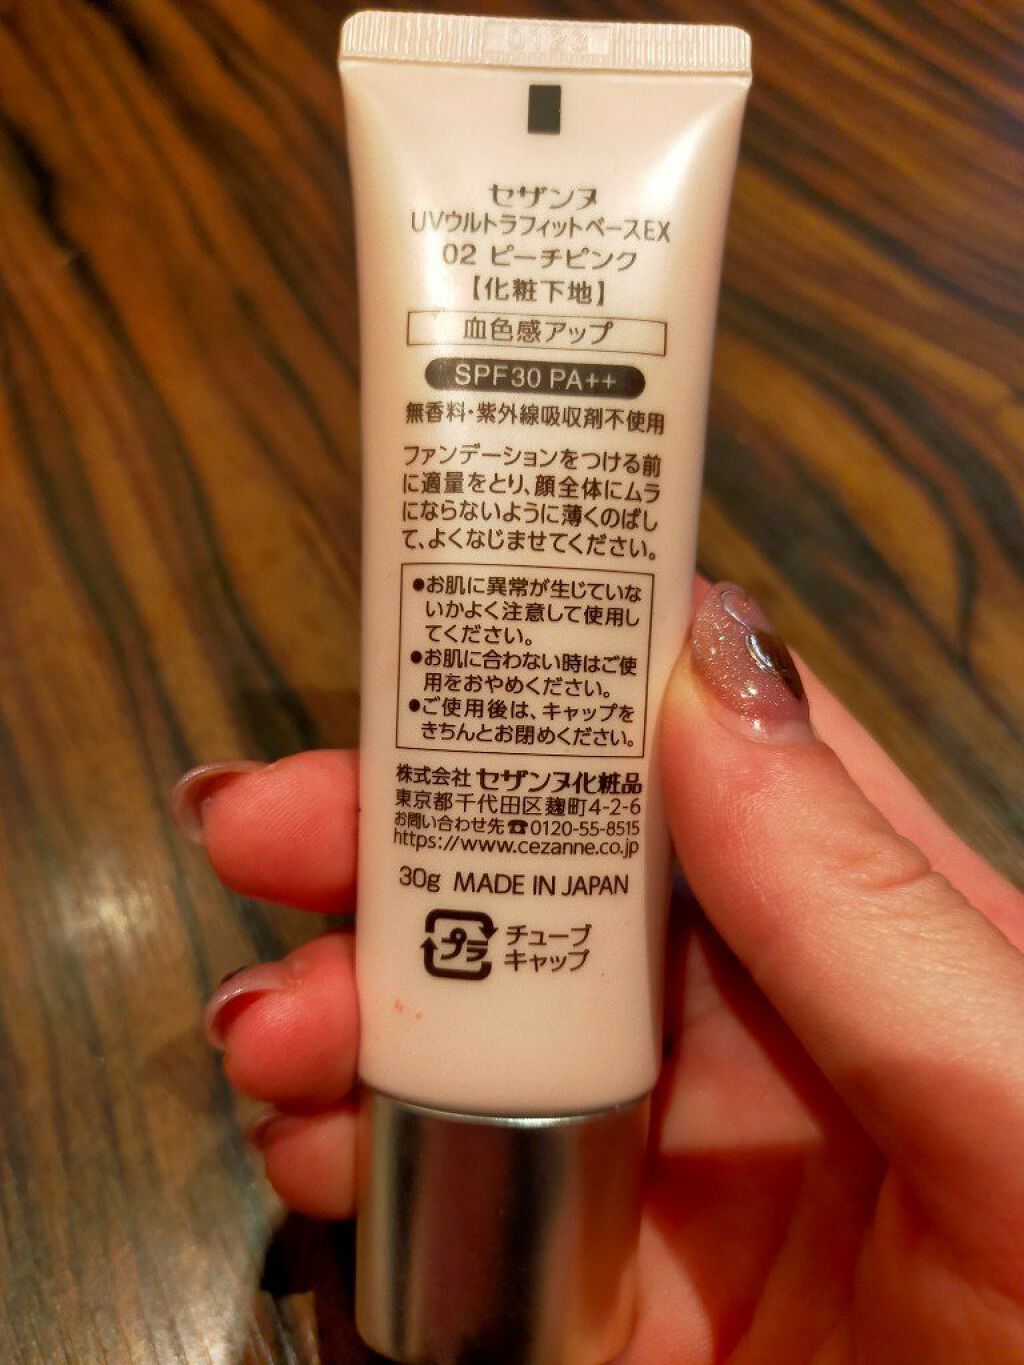 0123
セザンヌ
UVウルトラフィットベースEX
02 ピーチピンク
【化粧下地】
血色感アップ
SPF30 PA++
無香料・紫外線吸収剤不使用
ファンデーションをつける前
に適量をとり、顔全体にムラ
にならないように薄くのばし
て、よくなじませてください。
●お肌に異常が生じていな
いかよく注意して使用し
てください。
●お肌に合わない時はご使
用をおやめください。
●ご使用後は、キャップを
きちんとお閉めください。
株式会社 セザンヌ化粧品
東京都千代田区麹町4-2-6
お問い合わせ先☎0120-55-8515
https://www.cezanne.co.jp
30g MADE IN JAPAN
プラ チューブ
キャップ